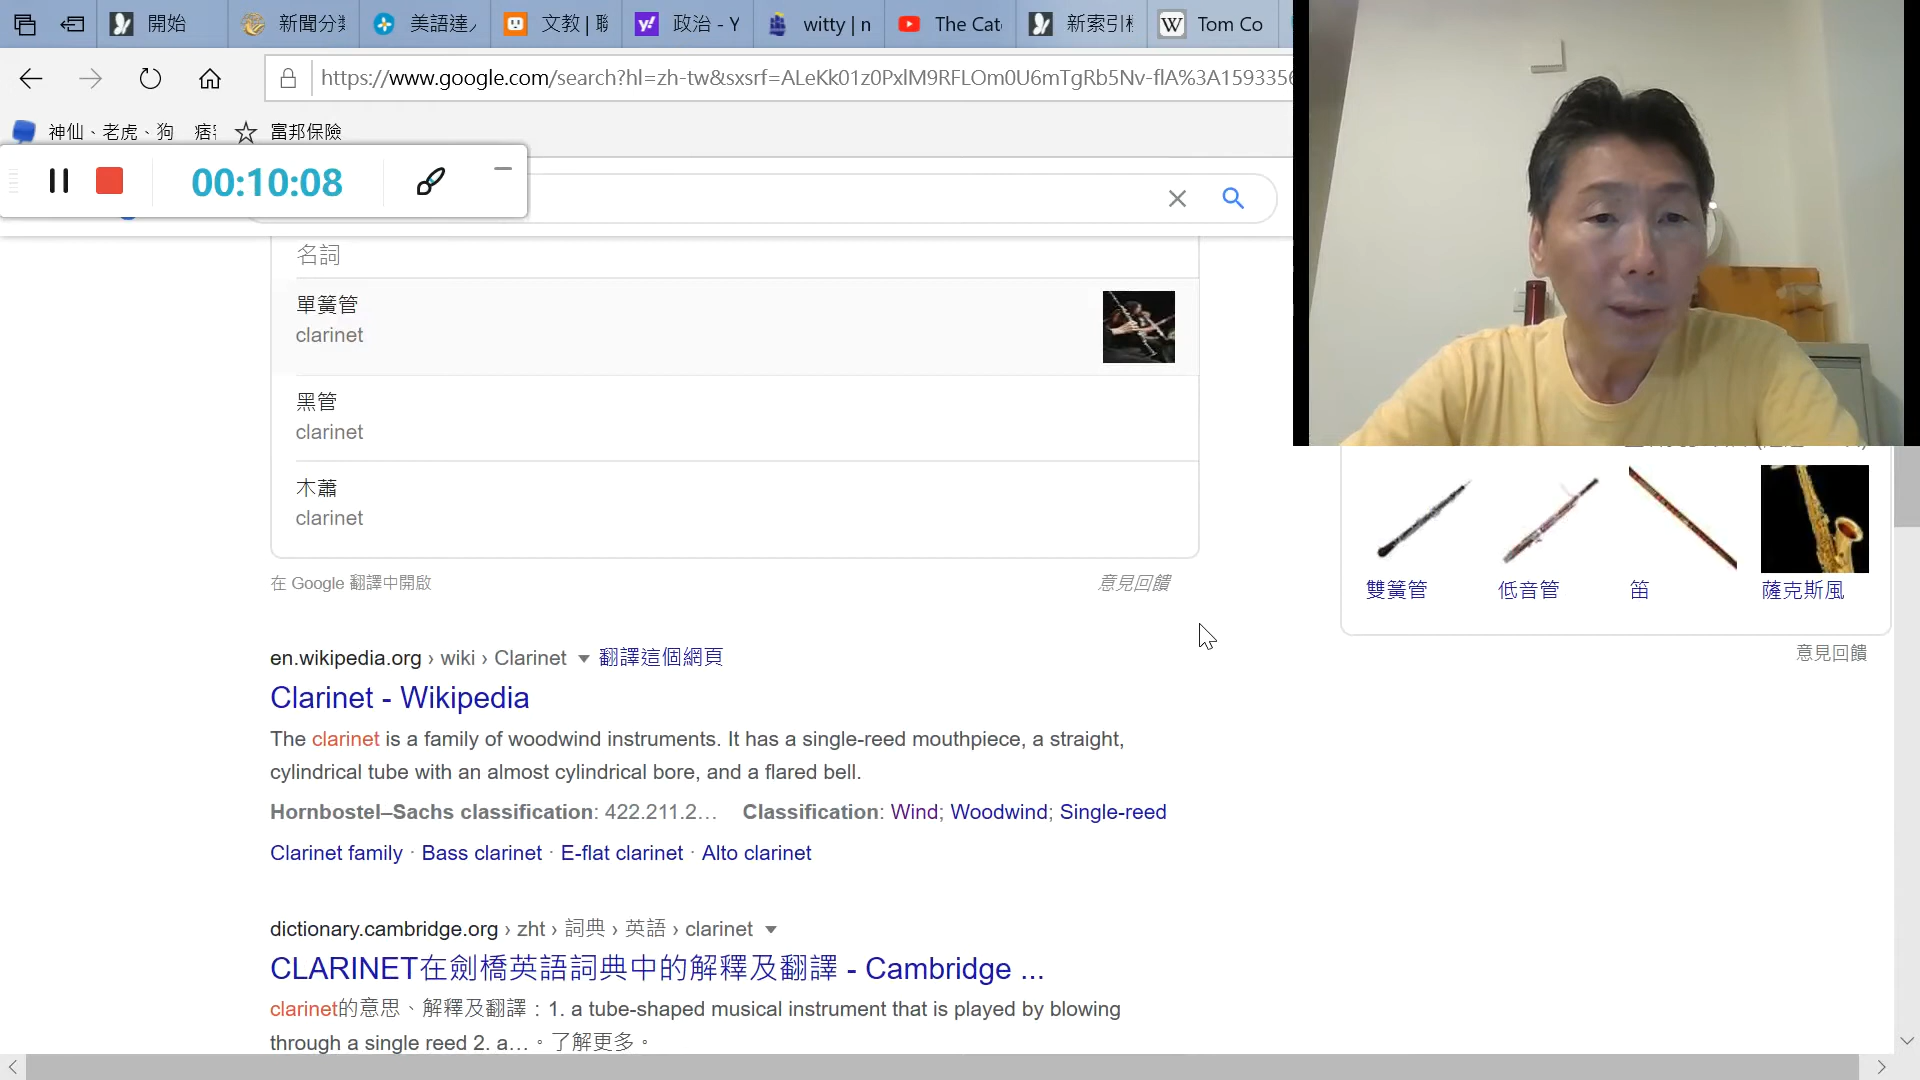 開始
新聞分
美語達
文教 | 聯
政治 - Y
witty | n
The Cat
新索引標
Tom Co
https://www.google.com/search?hl=zh-tw&sxsrf=ALeKk01z0PxlM9RFLOm0U6mTgRb5Nv-flA%3A159335
神仙、老虎、狗
富邦保險
00:10:08
名詞
單簧管
clarinet
黑管
clarinet
木蕭
clarinet
在 Google 翻譯中開啟
意見回饋
雙簧管
低音管
笛
薩克斯風
意見回饋
en.wikipedia.org › wiki › Clarinet 翻譯這個網頁
Clarinet - Wikipedia
The clarinet is a family of woodwind instruments. It has a single-reed mouthpiece, a straight,
cylindrical tube with an almost cylindrical bore, and a flared bell.
Hornbostel–Sachs classification: 422.211.2… Classification: Wind; Woodwind; Single-reed
Clarinet family · Bass clarinet · E-flat clarinet · Alto clarinet
dictionary.cambridge.org › zht › 詞典 › 英語 › clarinet
CLARINET在劍橋英語詞典中的解釋及翻譯 - Cambridge ...
clarinet的意思、解釋及翻譯：1. a tube-shaped musical instrument that is played by blowing
through a single reed 2. a…。了解更多。